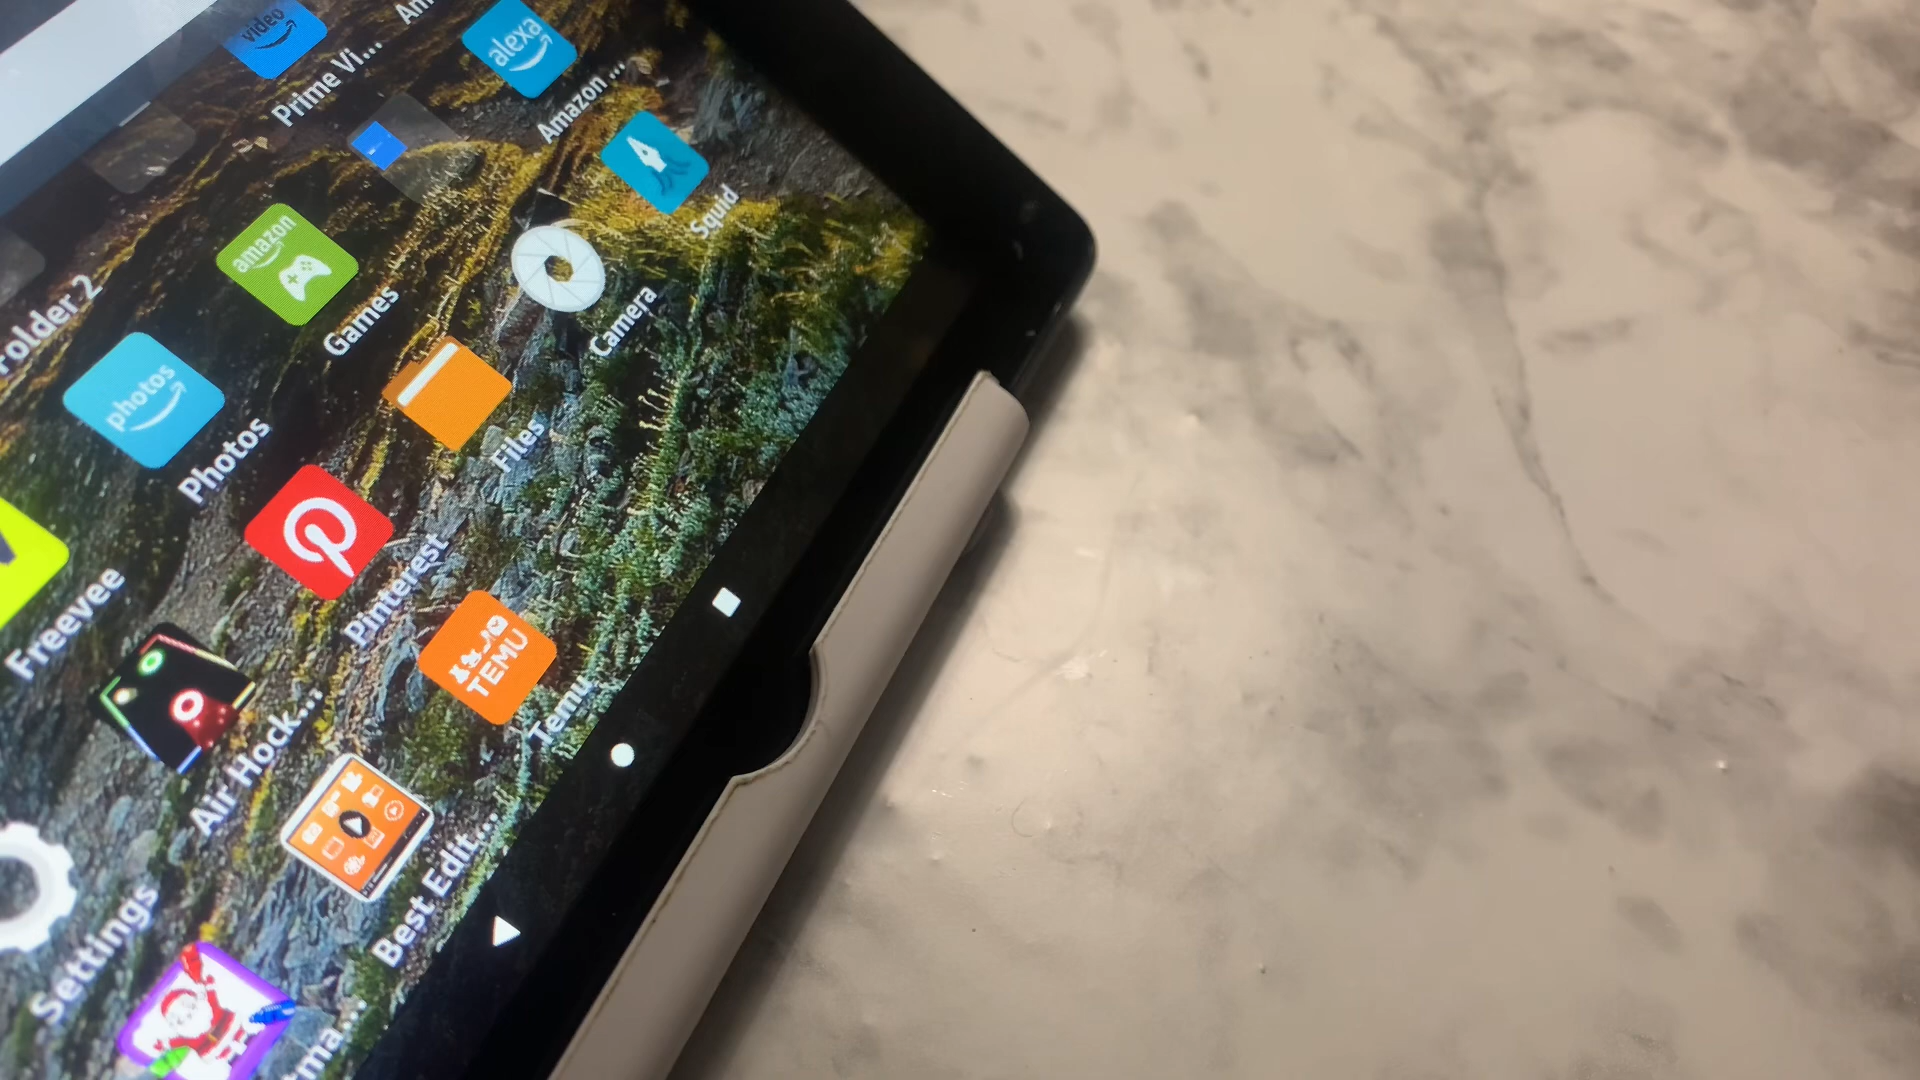 video
Prime Vi...
alexa
Amazon ...
Squid
Folder 2
amazon
Games
Camera
photos
Photos
Files
Freevee
Pinterest
TEMU
Temu
Air Hock...
Best Edit...
Settings